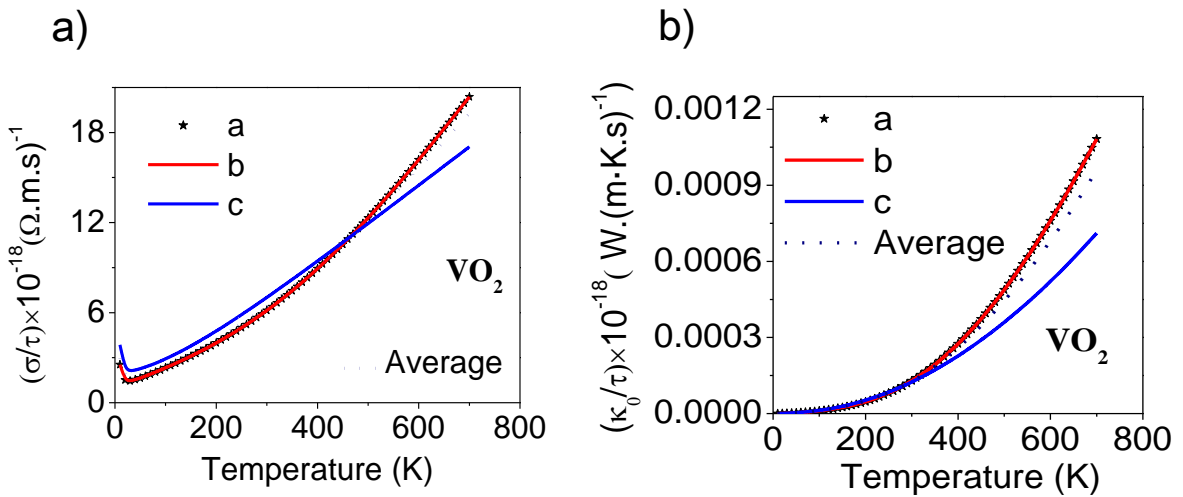 a)
(σ/τ)×10⁻¹⁸(Ω.m.s)⁻¹
18
12
6
0
a
b
c
VO₂
Average
0 200 400 600 800
Temperature (K)
b)
(κ₀/τ)×10⁻¹⁸( W.(m·K.s)⁻¹
0.0012
0.0009
0.0006
0.0003
0.0000
a
b
c
Average
VO₂
0 200 400 600 800
Temperature (K)